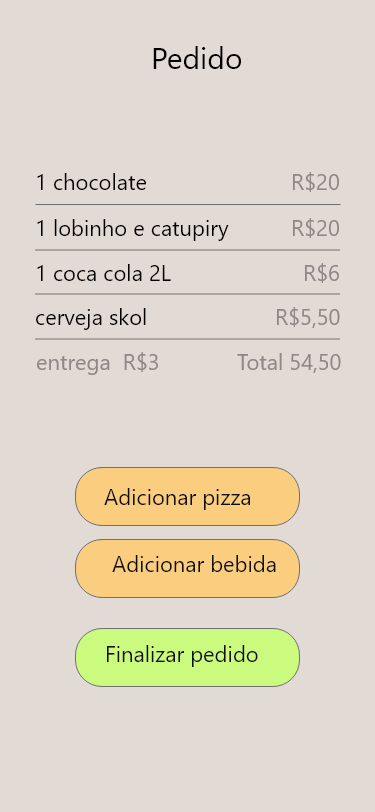 Pedido
1 chocolate R$20
1 lobinho e catupiry R$20
1 coca cola 2L R$6
cerveja skol R$5,50
entrega R$3 Total 54,50
Adicionar pizza
Adicionar bebida
Finalizar pedido